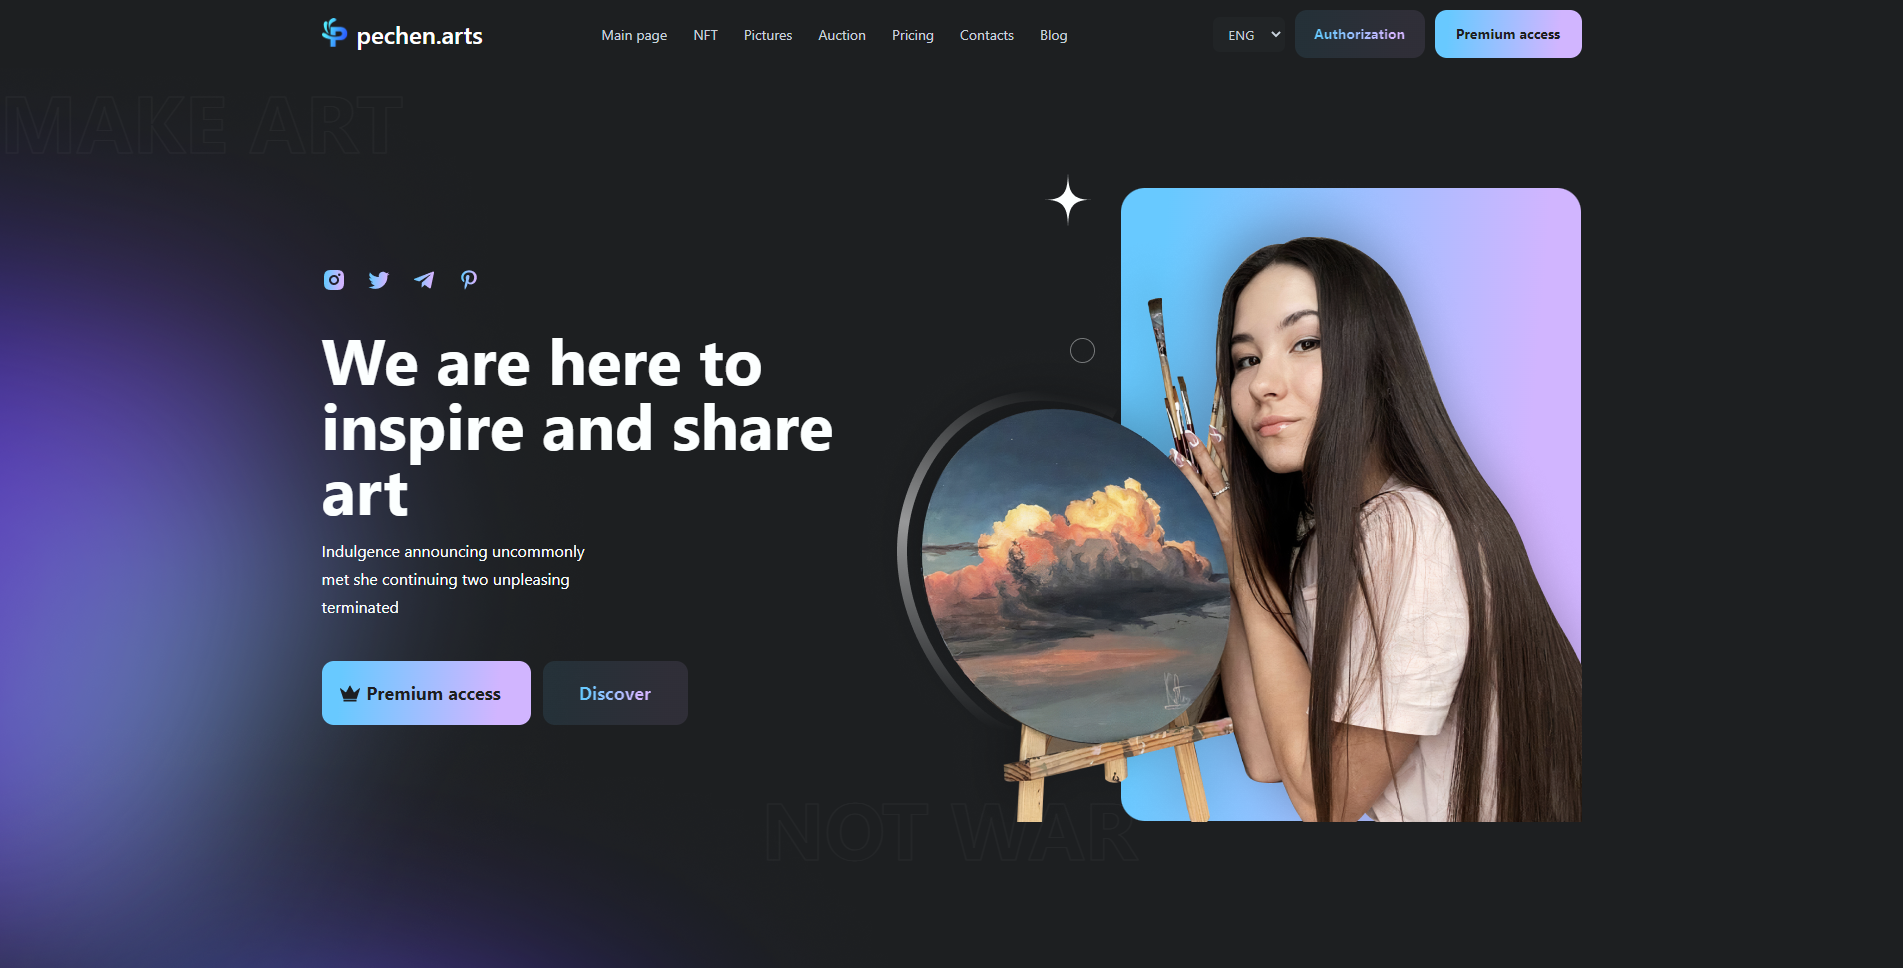 pechen.arts
Main page NFT Pictures Auction Pricing Contacts Blog
ENG
Authorization
Premium access
MAKE ART
We are here to
inspire and share
art
Indulgence announcing uncommonly
met she continuing two unpleasing
terminated
Premium access
Discover
NOT WAR